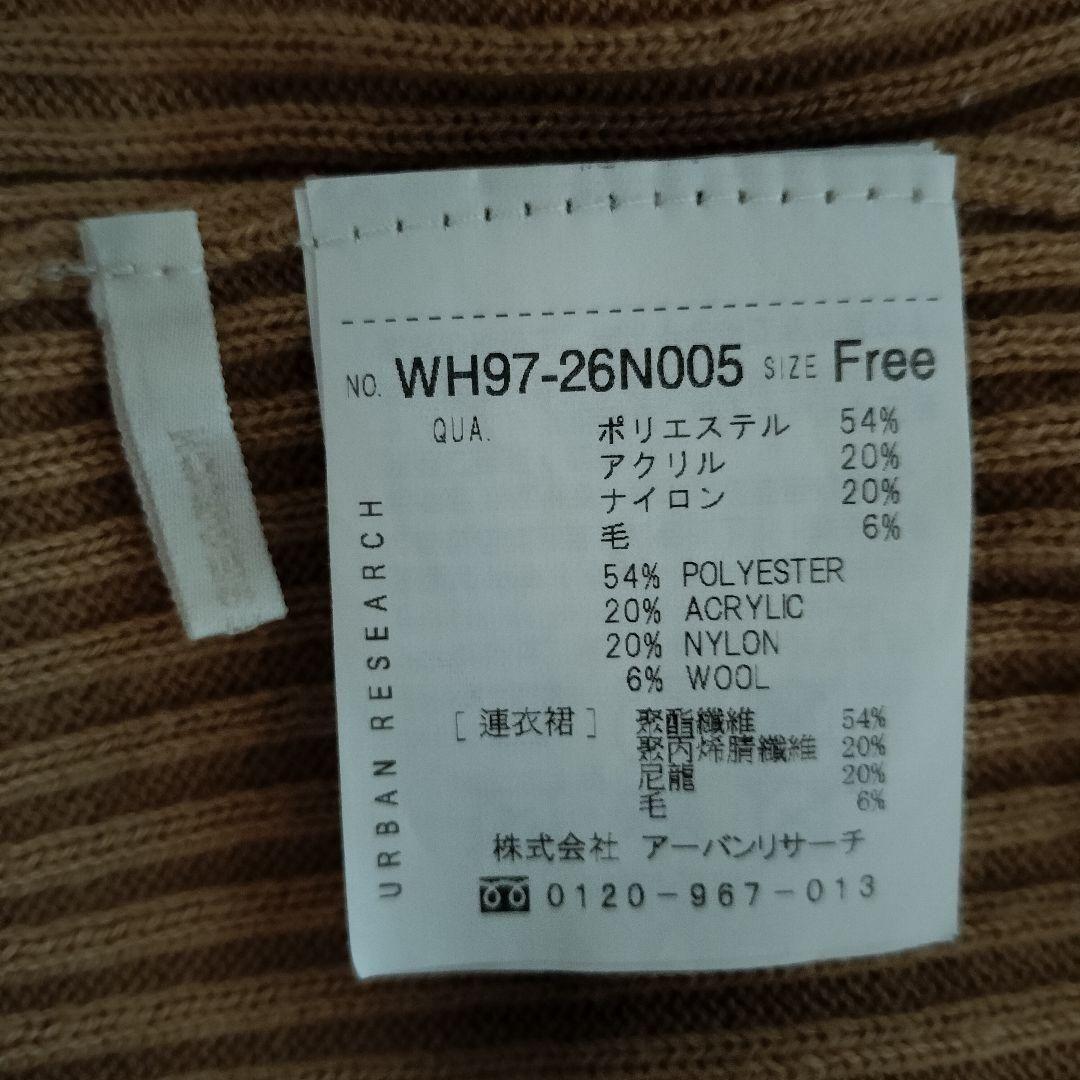 NO. WH97-26N005 SIZE Free
QUA. ポリエステル 54%
アクリル 20%
ナイロン 20%
毛 6%
54% POLYESTER
20% ACRYLIC
20% NYLON
6% WOOL
[連衣裙] 聚酯纖維 54%
聚丙烯腈纖維 20%
尼龍 20%
毛 6%
株式会社 アーバンリサーチ
0120-967-013
URBAN RESEARCH